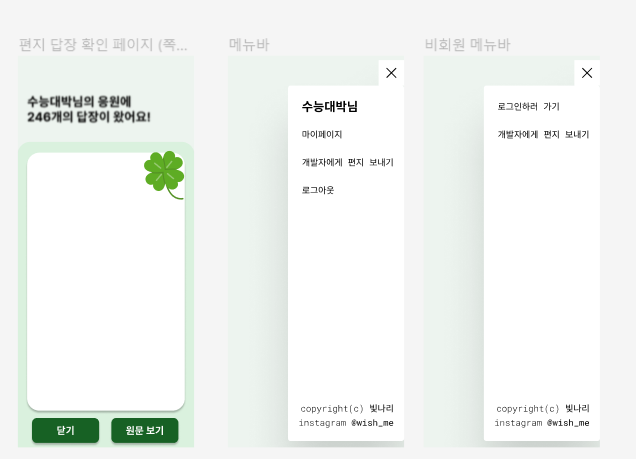 편지 답장 확인 페이지 (쪽...
수능대박님의 응원에
246개의 답장이 왔어요!
닫기
원문 보기
메뉴바
수능대박님
마이페이지
개발자에게 편지 보내기
로그아웃
copyright(c) 빛나리
instagram @wish_me
비회원 메뉴바
로그인하러 가기
개발자에게 편지 보내기
copyright(c) 빛나리
instagram @wish_me